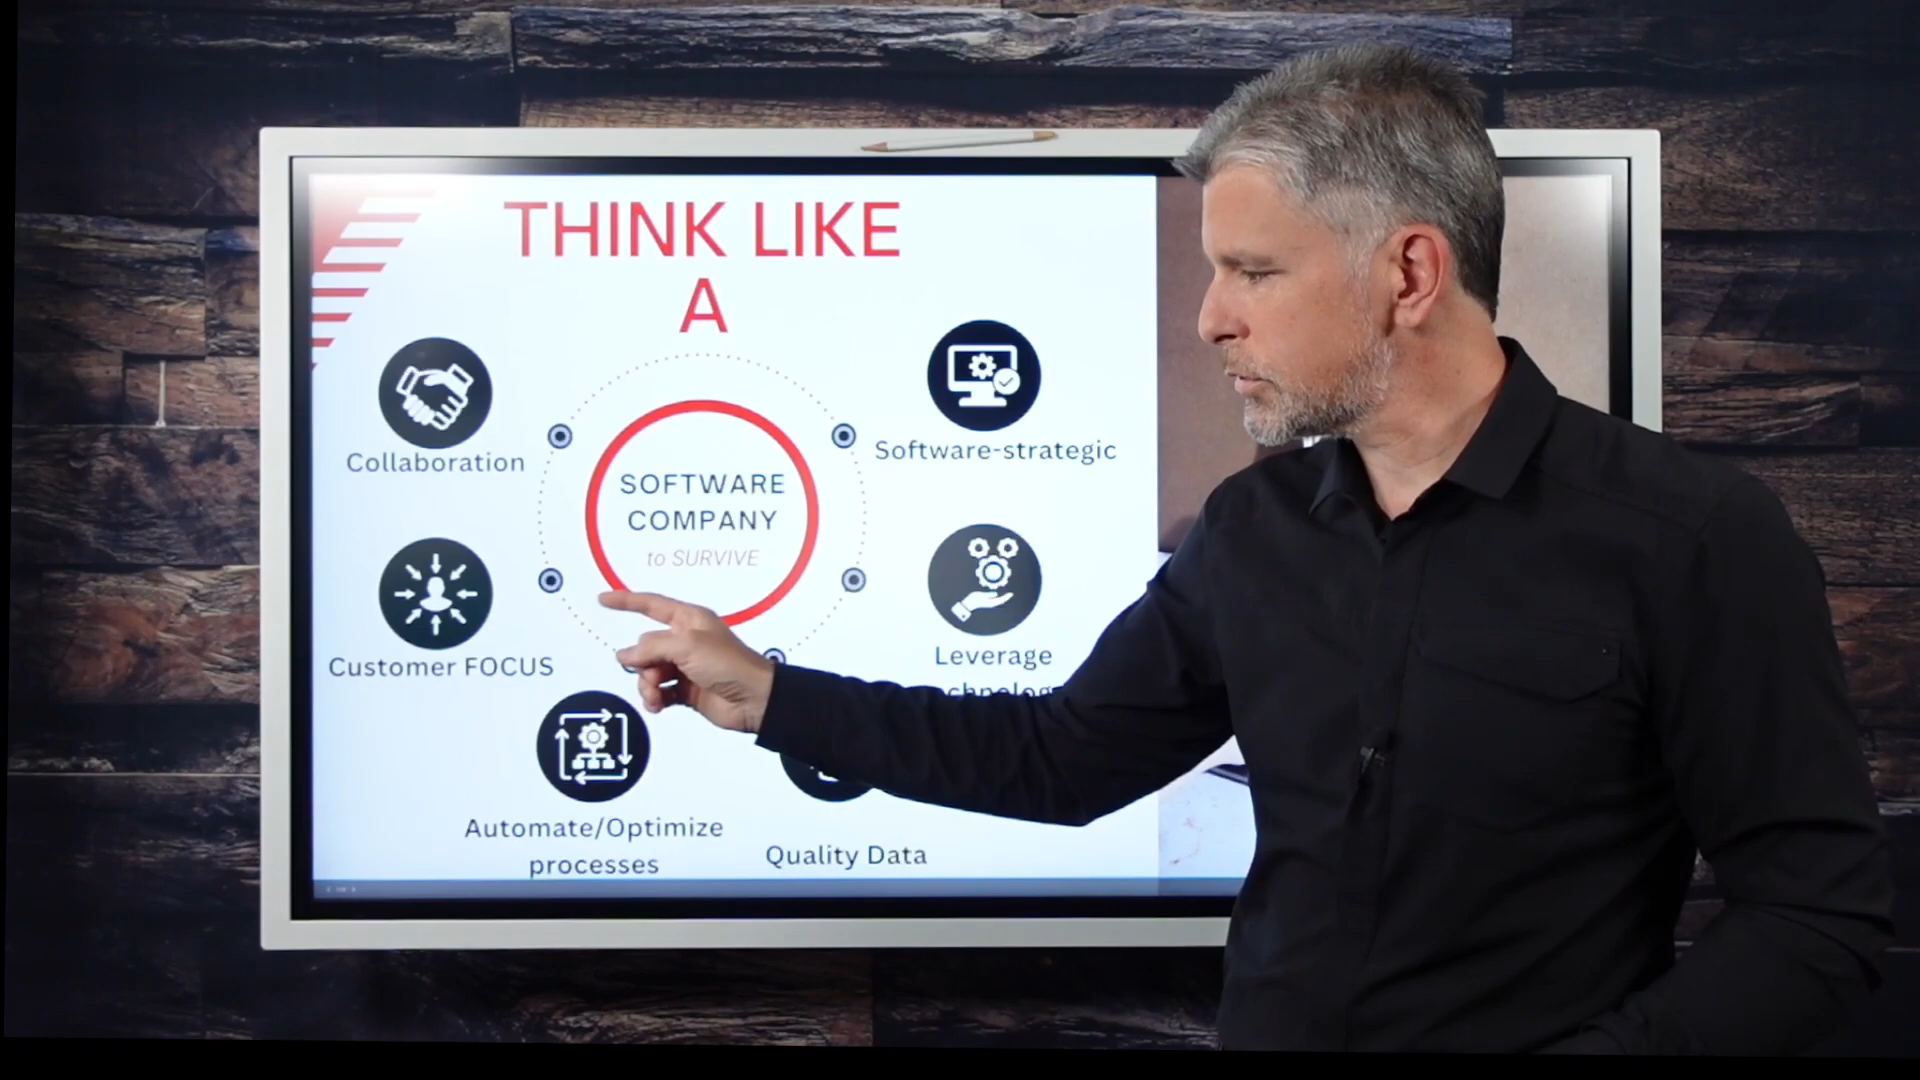 THINK LIKE
A
SOFTWARE
COMPANY
to SURVIVE
Collaboration
Software-strategic
Customer FOCUS
Leverage
Automate/Optimize
processes
Quality Data